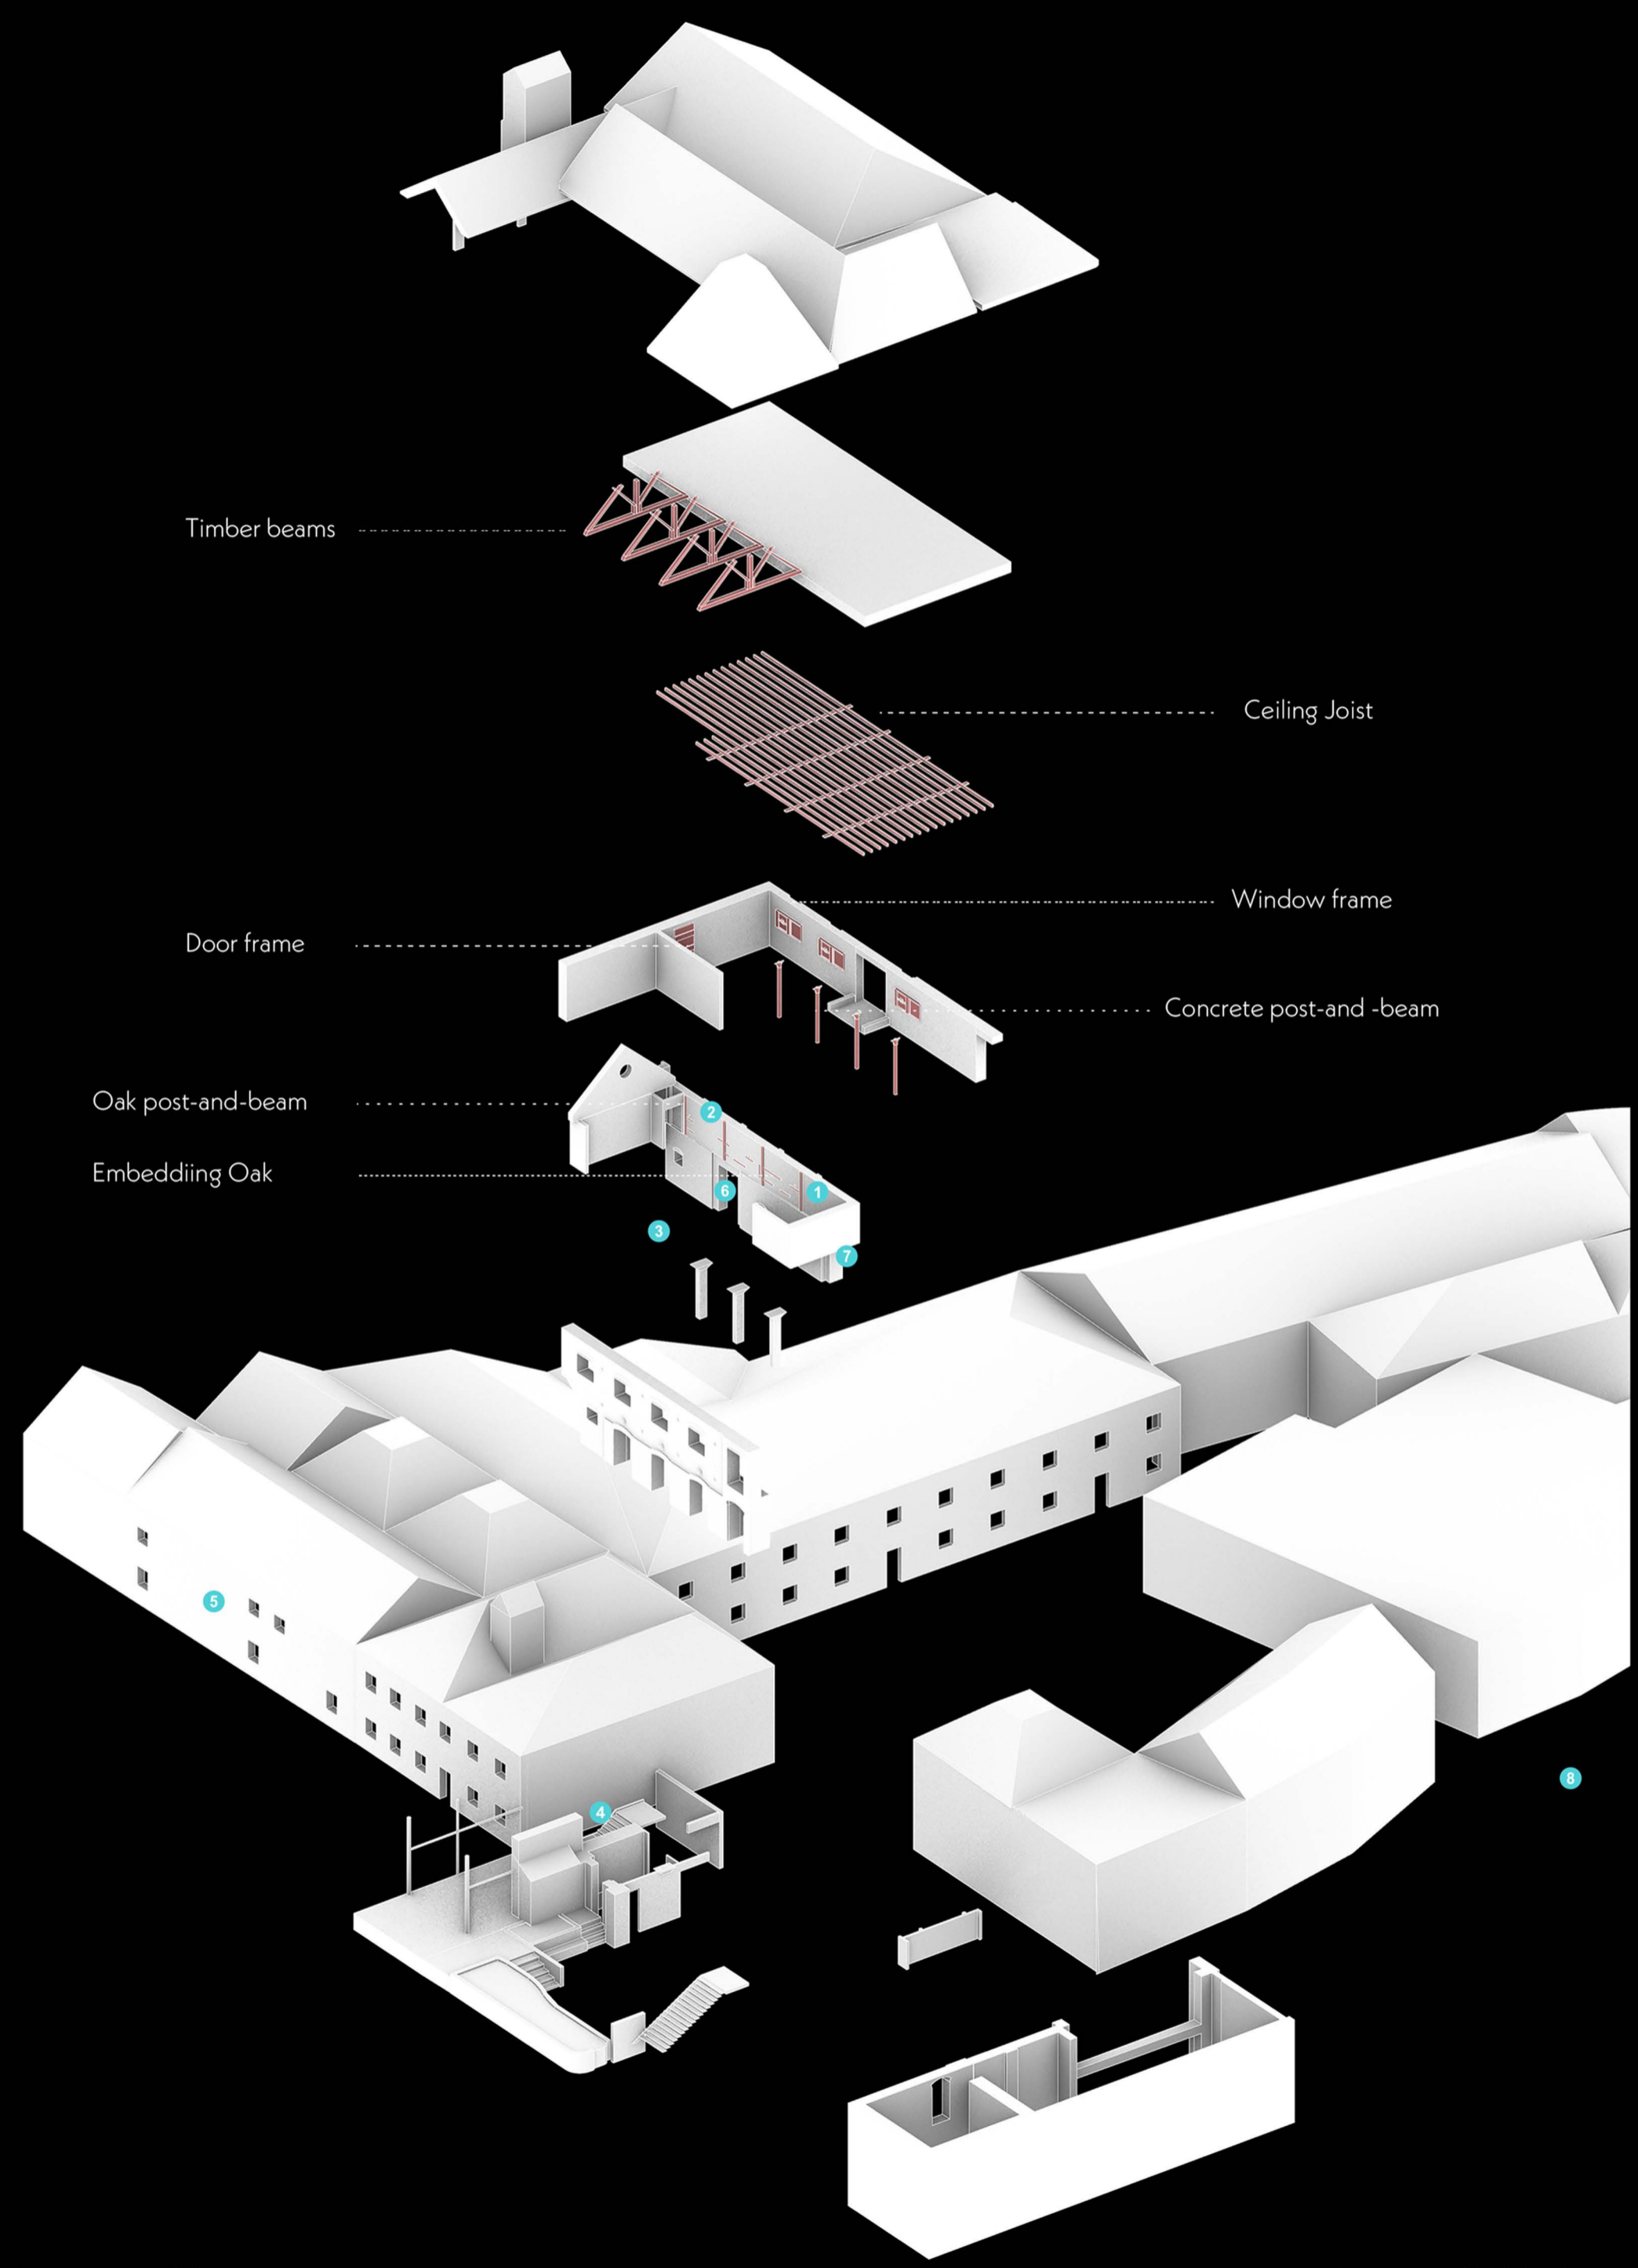 Timber beams
Ceiling Joist
Window frame
Door frame
Concrete post-and -beam
Oak post-and-beam
2
Embeddiing Oak
6
1
3
7
5
8
4